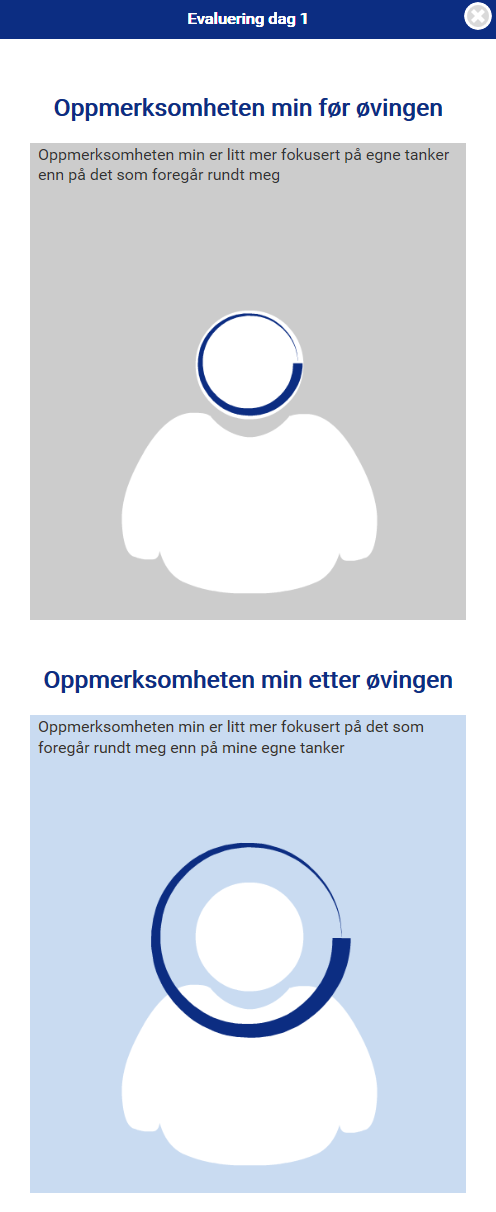 Evaluering dag 1
Oppmerksomheten min før øvingen
Oppmerksomheten min er litt mer fokusert på egne tanker
enn på det som foregår rundt meg
Oppmerksomheten min etter øvingen
Oppmerksomheten min er litt mer fokusert på det som
foregår rundt meg enn på mine egne tanker